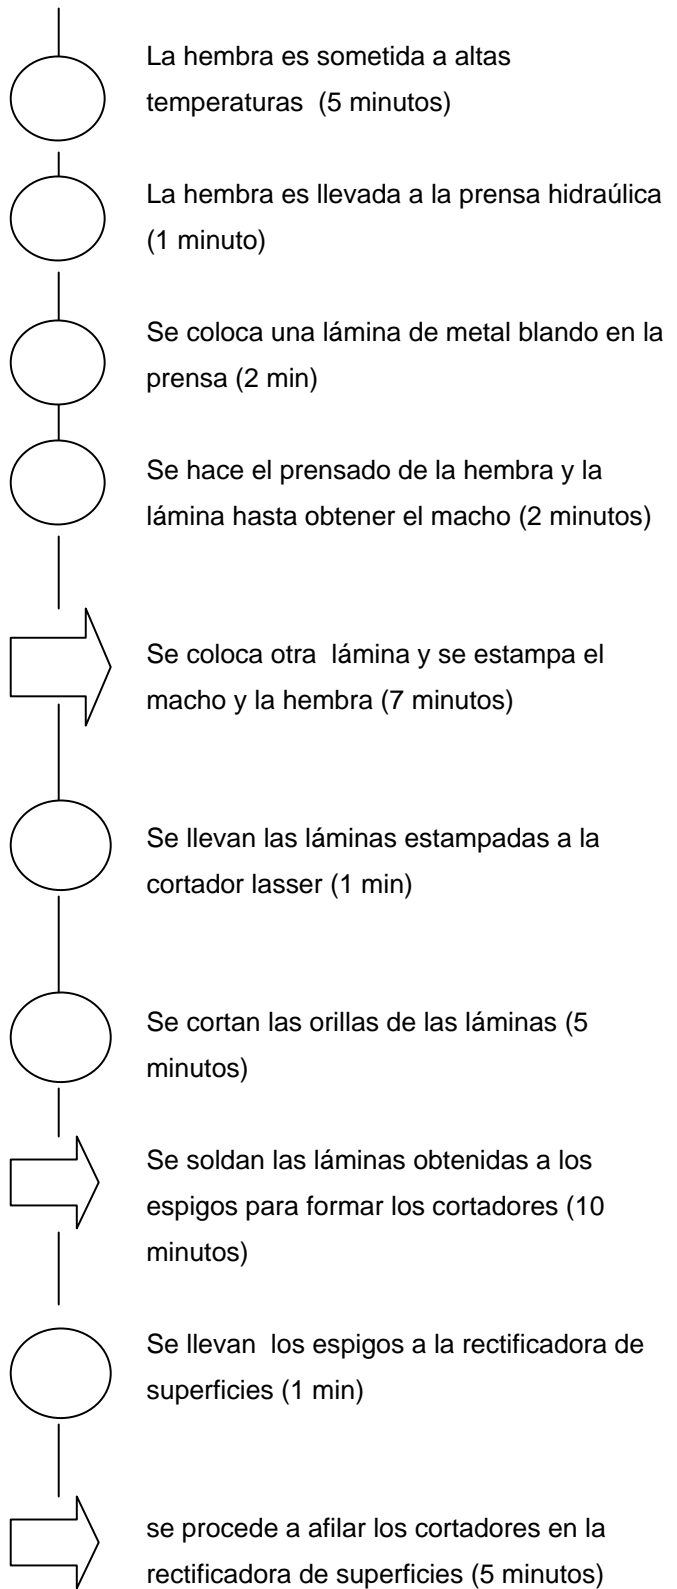 La hembra es sometida a altas
temperaturas  (5 minutos)
La hembra es llevada a la prensa hidraúlica
(1 minuto)
Se coloca una lámina de metal blando en la
prensa (2 min)
Se hace el prensado de la hembra y la
lámina hasta obtener el macho (2 minutos)
Se coloca otra  lámina y se estampa el
macho y la hembra (7 minutos)
Se llevan las láminas estampadas a la
cortador lasser (1 min)
Se cortan las orillas de las láminas (5
minutos)
Se soldan las láminas obtenidas a los
espigos para formar los cortadores (10
minutos)
Se llevan  los espigos a la rectificadora de
superficies (1 min)
se procede a afilar los cortadores en la
rectificadora de superficies (5 minutos)